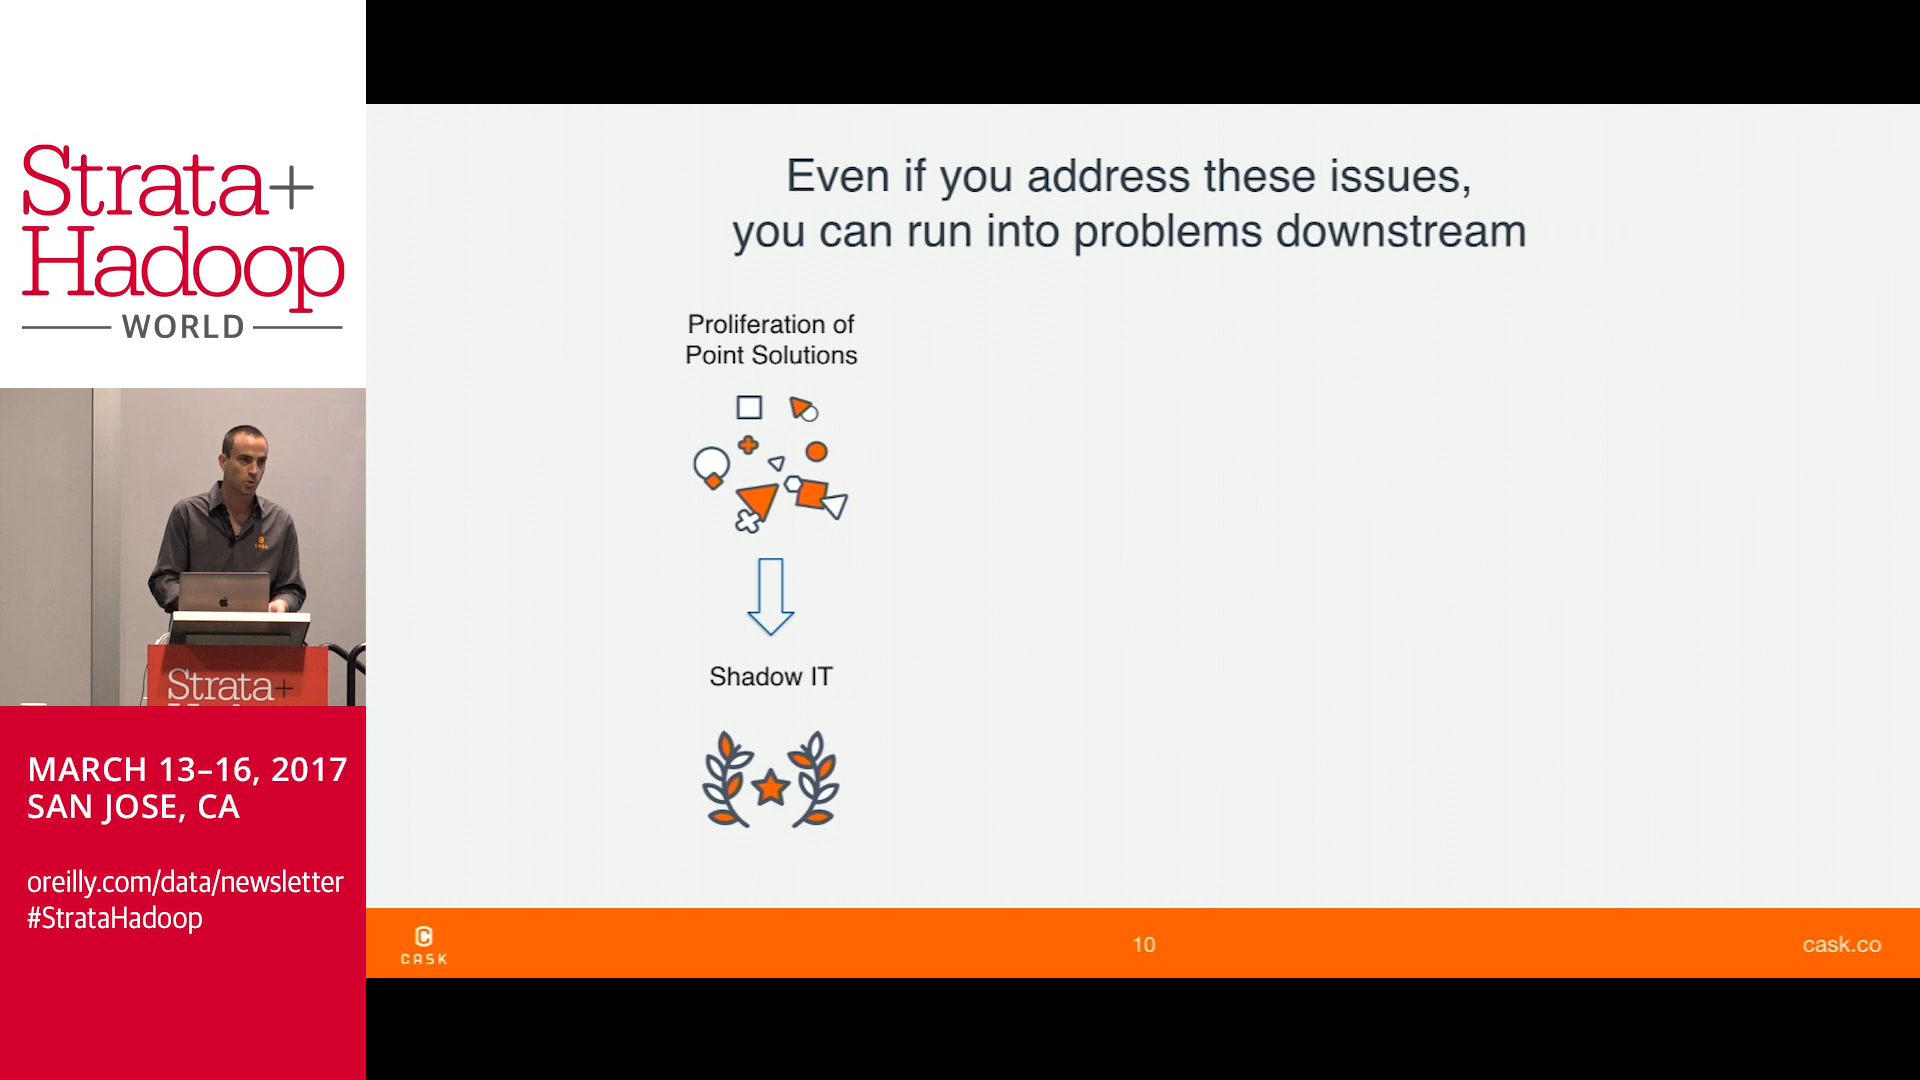 Strata+
Hadoop
WORLD
Strata+
MARCH 13–16, 2017
SAN JOSE, CA
oreilly.com/data/newsletter
#StrataHadoop
Even if you address these issues,
you can run into problems downstream
Proliferation of
Point Solutions
Shadow IT
CASK
10
cask.co